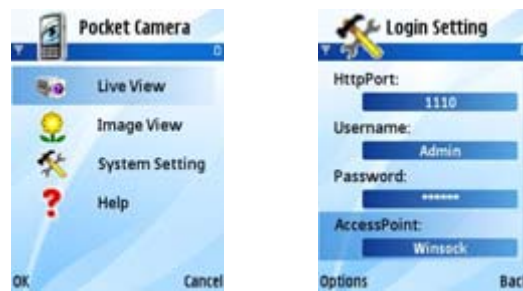 Pocket Camera
Live View
Image View
System Setting
Help
OK Cancel
Login Setting
HttpPort:
1110
Username:
Admin
Password:
******
AccessPoint:
Winsock
Options Back